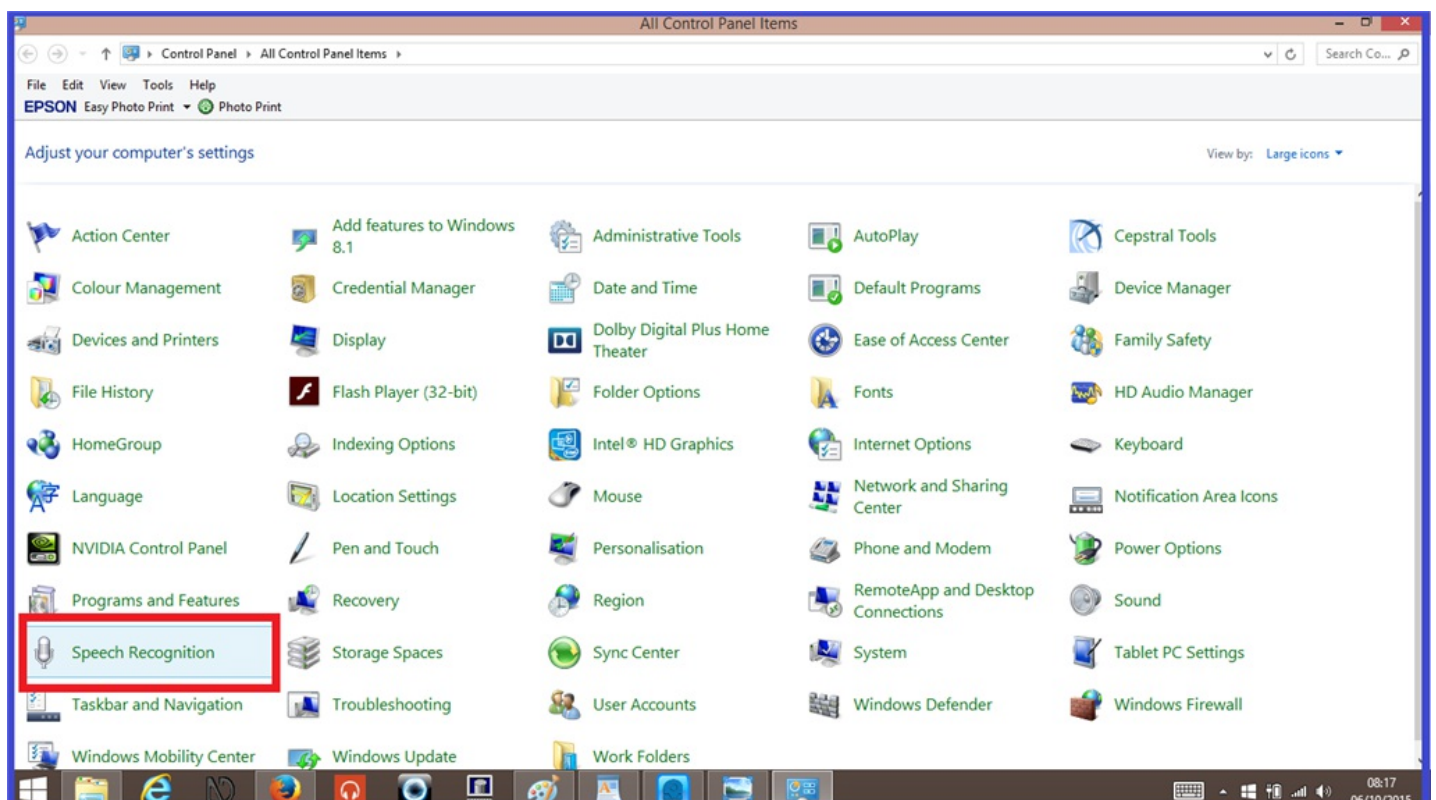 All Control Panel Items
Control Panel All Control Panel Items Search Co...
File Edit View Tools Help
EPSON Easy Photo Print Photo Print
Adjust your computer's settings View by: Large icons
Action Center
Add features to Windows
8.1
Administrative Tools
AutoPlay
Cepstral Tools
Colour Management
Credential Manager
Date and Time
Default Programs
Device Manager
Devices and Printers
Display
Dolby Digital Plus Home
Theater
Ease of Access Center
Family Safety
File History
Flash Player (32-bit)
Folder Options
Fonts
HD Audio Manager
HomeGroup
Indexing Options
Intel® HD Graphics
Internet Options
Keyboard
Language
Location Settings
Mouse
Network and Sharing
Center
Notification Area Icons
NVIDIA Control Panel
Pen and Touch
Personalisation
Phone and Modem
Power Options
Programs and Features
Recovery
Region
RemoteApp and Desktop
Connections
Sound
Speech Recognition
Storage Spaces
Sync Center
System
Tablet PC Settings
Taskbar and Navigation
Troubleshooting
User Accounts
Windows Defender
Windows Firewall
Windows Mobility Center
Windows Update
Work Folders
08:17
06/10/2015